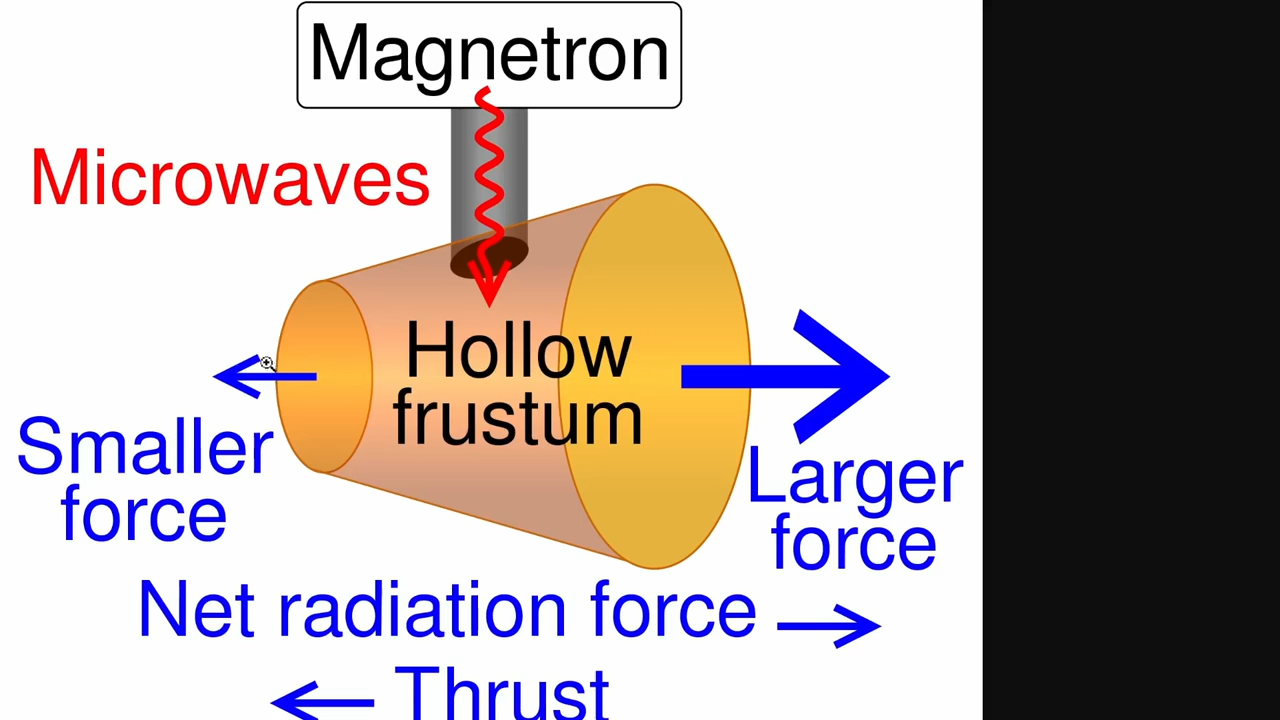 Magnetron
Microwaves
Hollow
frustum
Smaller
force
Larger
force
Net radiation force
Thrust